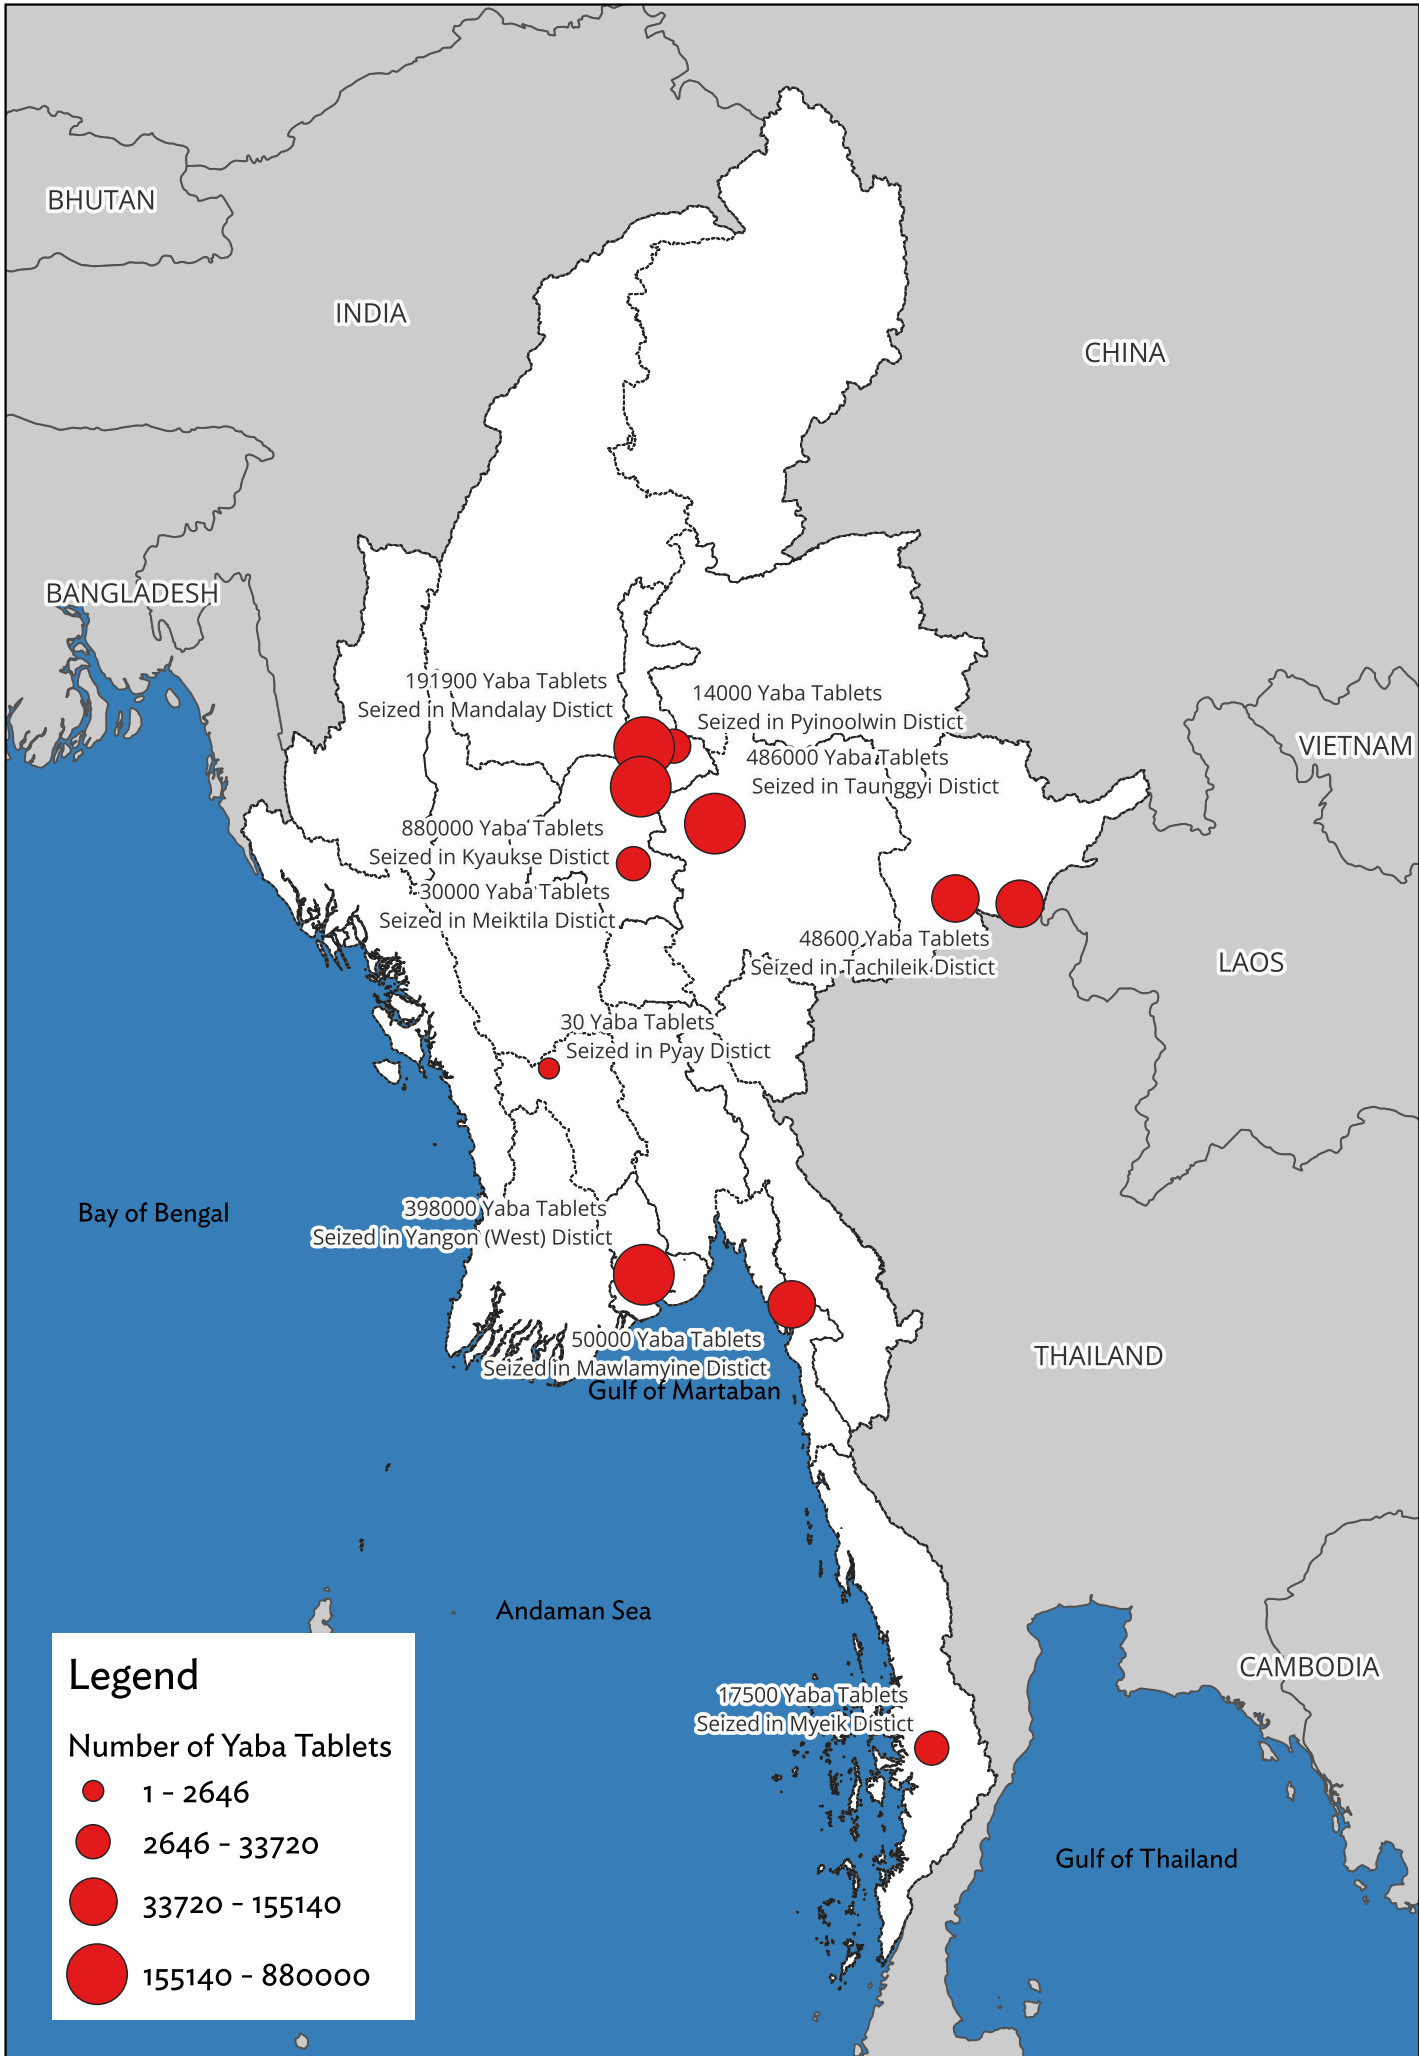 BHUTAN
INDIA
CHINA
BANGLADESH
191900 Yaba Tablets
Seized in Mandalay Distict
14000 Yaba Tablets
Seized in Pyinoolwin Distict
VIETNAM
486000 Yaba Tablets
Seized in Taunggyi Distict
880000 Yaba Tablets
Seized in Kyaukse Distict
30000 Yaba Tablets
Seized in Meiktila Distict
48600 Yaba Tablets
Seized in Tachileik Distict
LAOS
30 Yaba Tablets
Seized in Pyay Distict
Bay of Bengal
398000 Yaba Tablets
Seized in Yangon (West) Distict
50000 Yaba Tablets
Seized in Mawlamyine Distict
Gulf of Martaban
THAILAND
Andaman Sea
CAMBODIA
17500 Yaba Tablets
Seized in Myeik Distict
Gulf of Thailand
Legend
Number of Yaba Tablets
1 - 2646
2646 - 33720
33720 - 155140
155140 - 880000